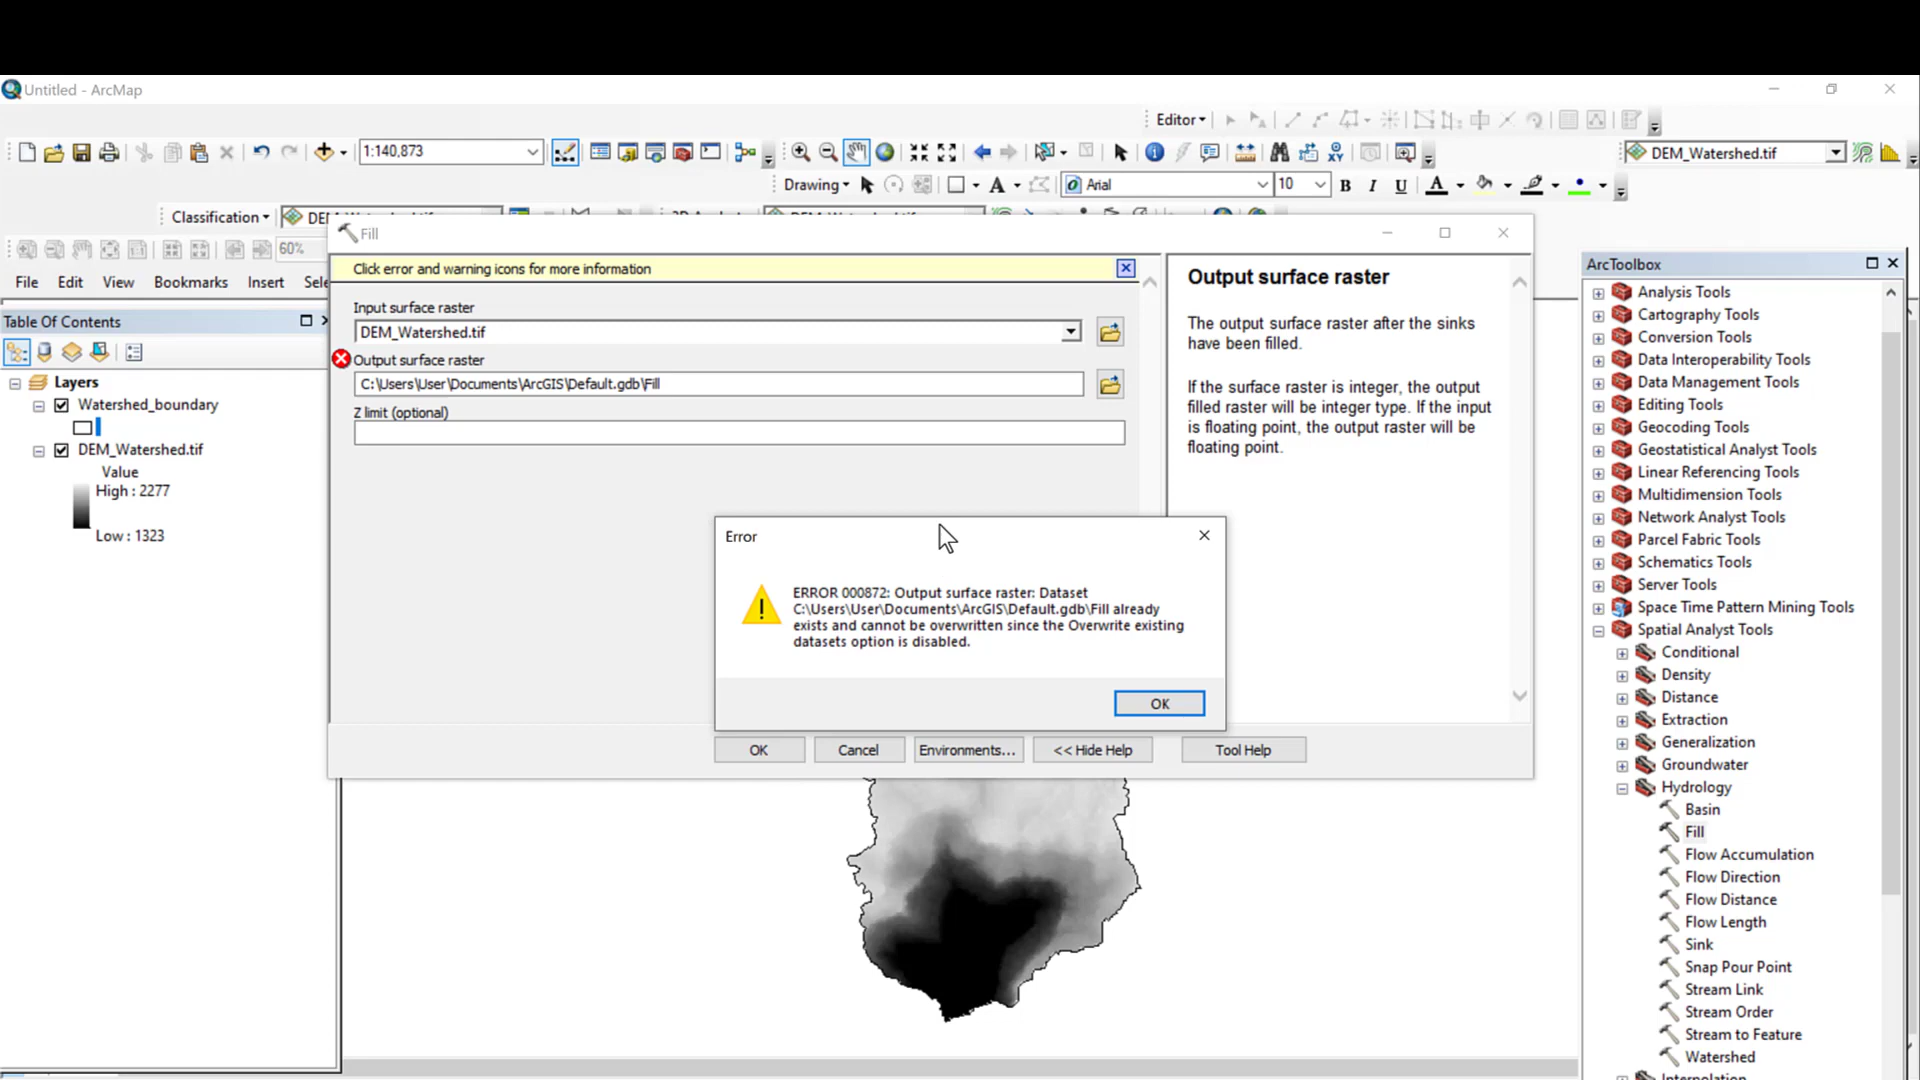 Untitled - ArcMap
Editor
1:140,873
DEM_Watershed.tif
Drawing
Arial
10
B I U A
Classification
60%
File Edit View Bookmarks Insert
Fill
Click error and warning icons for more information
Input surface raster
DEM_Watershed.tif
Output surface raster
C:\Users\User\Documents\ArcGIS\Default.gdb\Fill
Z limit (optional)
Output surface raster
The output surface raster after the sinks
have been filled.
If the surface raster is integer, the output
filled raster will be integer type. If the input
is floating point, the output raster will be
floating point.
Error
ERROR 000872: Output surface raster: Dataset
C:\Users\User\Documents\ArcGIS\Default.gdb\Fill already
exists and cannot be overwritten since the Overwrite existing
datasets option is disabled.
OK
OK
Cancel
Environments...
<< Hide Help
Tool Help
Table Of Contents
Layers
Watershed_boundary
DEM_Watershed.tif
Value
High : 2277
Low : 1323
ArcToolbox
Analysis Tools
Cartography Tools
Conversion Tools
Data Interoperability Tools
Data Management Tools
Editing Tools
Geocoding Tools
Geostatistical Analyst Tools
Linear Referencing Tools
Multidimension Tools
Network Analyst Tools
Parcel Fabric Tools
Schematics Tools
Server Tools
Space Time Pattern Mining Tools
Spatial Analyst Tools
Conditional
Density
Distance
Extraction
Generalization
Groundwater
Hydrology
Basin
Fill
Flow Accumulation
Flow Direction
Flow Distance
Flow Length
Sink
Snap Pour Point
Stream Link
Stream Order
Stream to Feature
Watershed